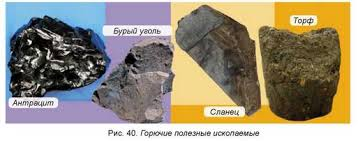 Бурый уголь
Торф
Антрацит
Сланец
Рис. 40. Горючие полезные ископаемые